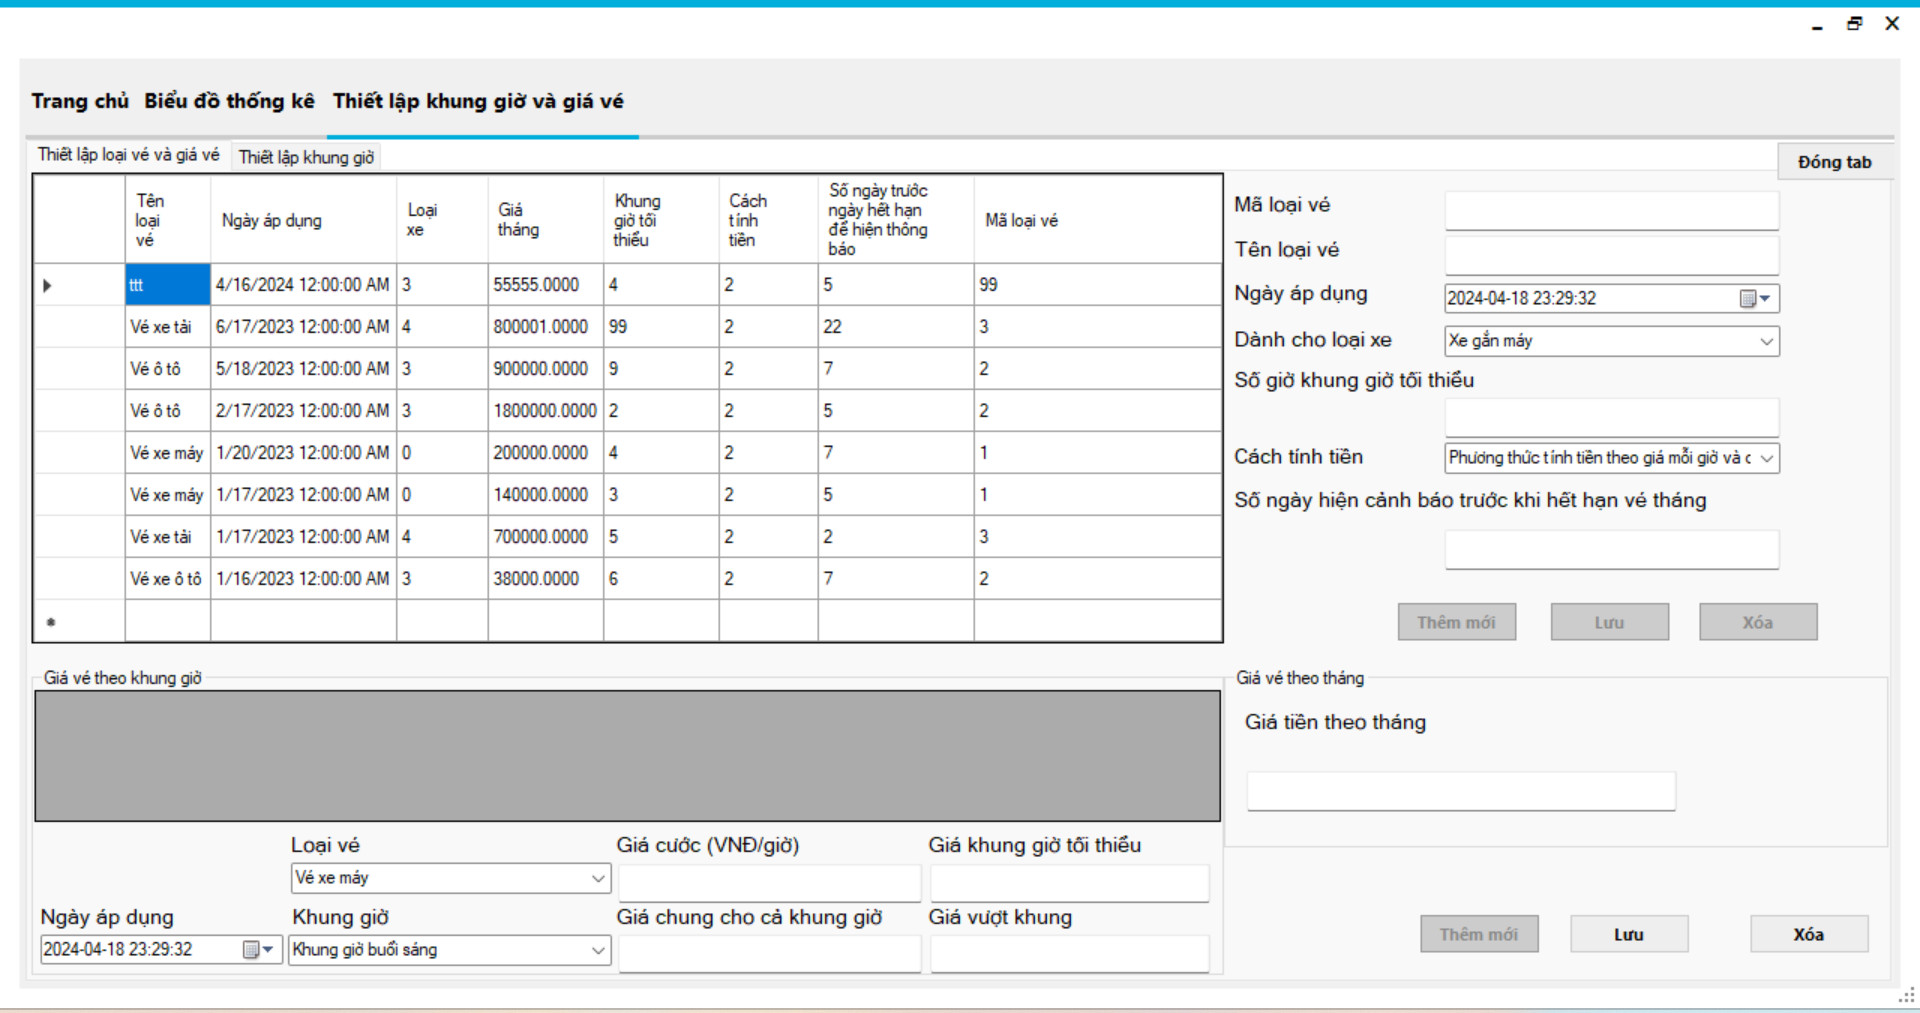 Trang chủ Biểu đồ thống kê Thiết lập khung giờ và giá vé
Thiết lập loại vé và giá vé Thiết lập khung giờ
Đóng tab
Tên loại vé Ngày áp dụng Loại xe Giá tháng Khung giờ tối thiểu Cách tính tiền Số ngày trước ngày hết hạn để hiện thông báo Mã loại vé
ttt 4/16/2024 12:00:00 AM 3 55555.0000 4 2 5 99
Vé xe tải 6/17/2023 12:00:00 AM 4 800001.0000 99 2 22 3
Vé ô tô 5/18/2023 12:00:00 AM 3 900000.0000 9 2 7 2
Vé ô tô 2/17/2023 12:00:00 AM 3 1800000.0000 2 2 5 2
Vé xe máy 1/20/2023 12:00:00 AM 0 200000.0000 4 2 7 1
Vé xe máy 1/17/2023 12:00:00 AM 0 140000.0000 3 2 5 1
Vé xe tải 1/17/2023 12:00:00 AM 4 700000.0000 5 2 2 3
Vé xe ô tô 1/16/2023 12:00:00 AM 3 38000.0000 6 2 7 2
Mã loại vé
Tên loại vé
Ngày áp dụng 2024-04-18 23:29:32
Dành cho loại xe Xe gắn máy
Số giờ khung giờ tối thiểu
Cách tính tiền Phương thức tính tiền theo giá mỗi giờ và c
Số ngày hiện cảnh báo trước khi hết hạn vé tháng
Thêm mới Lưu Xóa
Giá vé theo khung giờ
Loại vé Giá cước (VNĐ/giờ) Giá khung giờ tối thiểu
Vé xe máy
Ngày áp dụng Khung giờ Giá chung cho cả khung giờ Giá vượt khung
2024-04-18 23:29:32 Khung giờ buổi sáng
Giá vé theo tháng
Giá tiền theo tháng
Thêm mới Lưu Xóa